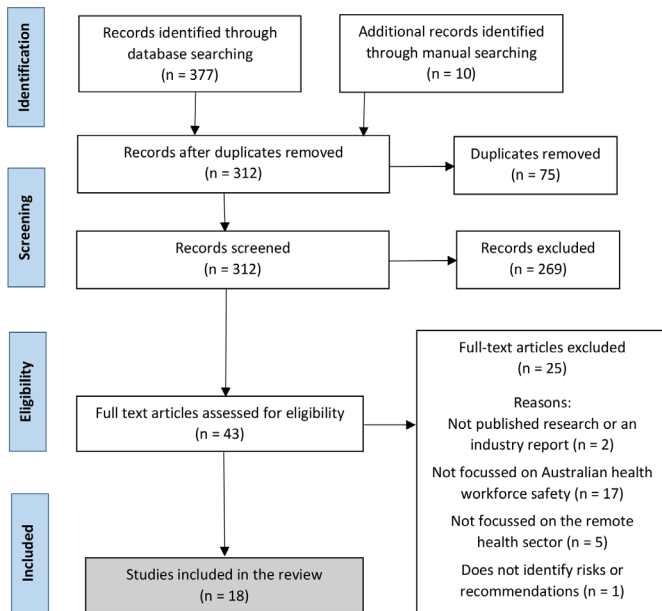 Identification
Records identified through
database searching
(n = 377)
Additional records identified
through manual searching
(n = 10)
Records after duplicates removed
(n = 312)
Duplicates removed
(n = 75)
Screening
Records screened
(n = 312)
Records excluded
(n = 269)
Eligibility
Full text articles assessed for eligibility
(n = 43)
Full-text articles excluded
(n = 25)
Reasons:
Not published research or an
industry report (n = 2)
Not focussed on Australian health
workforce safety (n = 17)
Not focussed on the remote
health sector (n = 5)
Does not identify risks or
recommendations (n = 1)
Included
Studies included in the review
(n = 18)